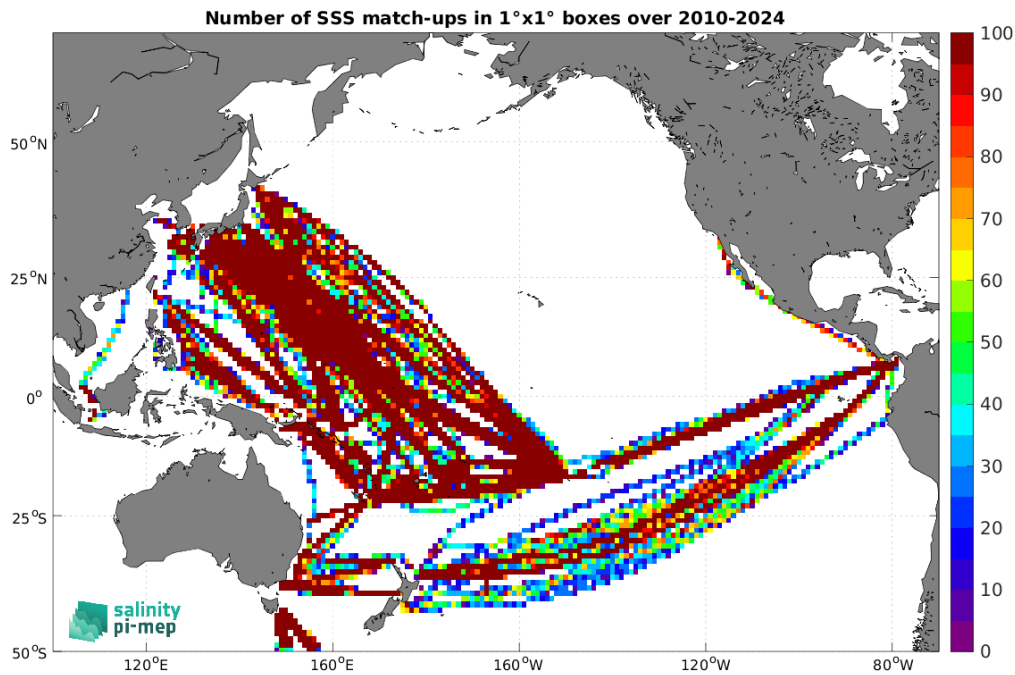 Number of SSS match-ups in 1°x1° boxes over 2010-2024
100
90
80
70
60
50
40
30
20
10
0
50°N
25°N
0°
25°S
50°S
120°E
160°E
160°W
120°W
80°W
salinity
pi-mep